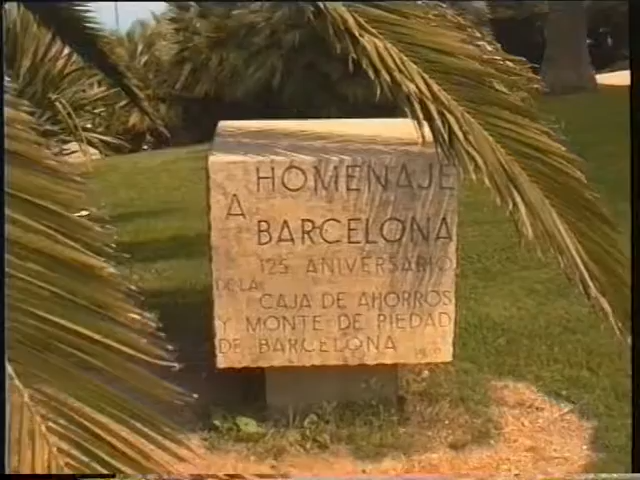 HOMENAJE
A BARCELONA
125 ANIVERSARIO
DE LA CAJA DE AHORROS
Y MONTE DE PIEDAD
DE BARCELONA